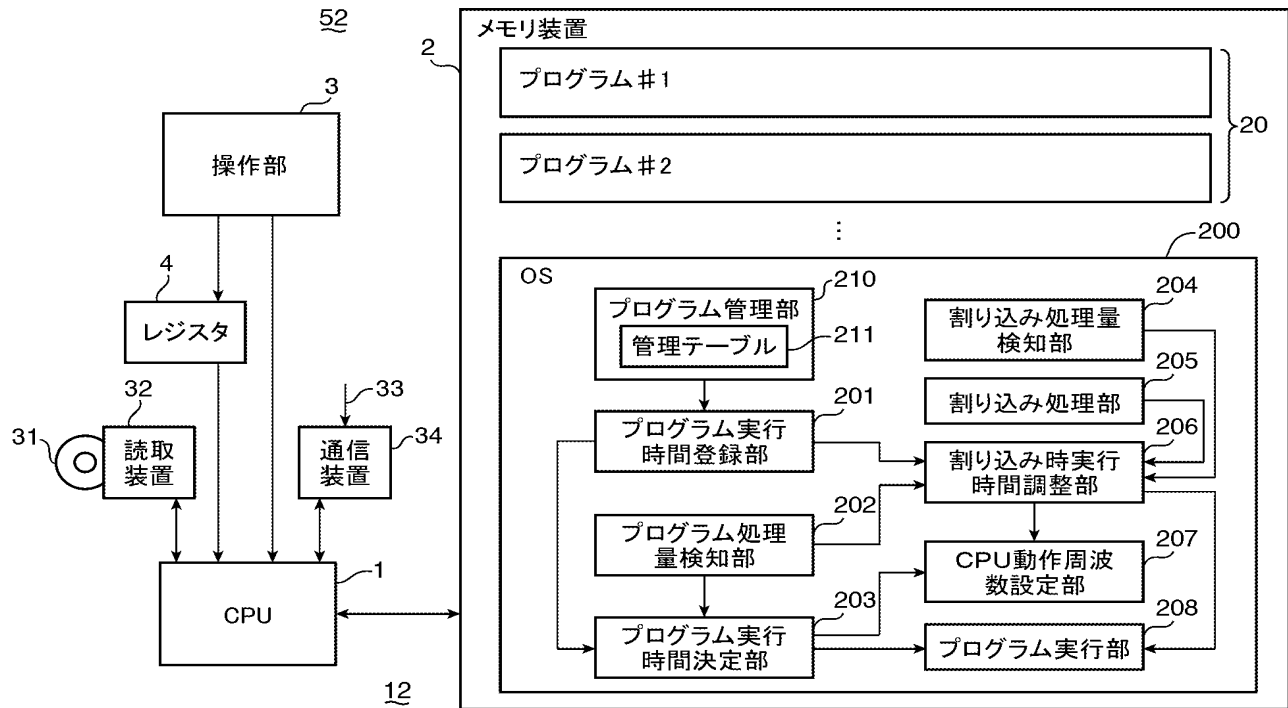 52
2
メモリ装置
プログラム#1
プログラム#2
20
⋮
3
操作部
4
レジスタ
31
32
読取
装置
33
34
通信
装置
1
CPU
12
200
OS
210
プログラム管理部
管理テーブル
211
201
プログラム実行
時間登録部
202
プログラム処理
量検知部
203
プログラム実行
時間決定部
204
割り込み処理量
検知部
205
割り込み処理部
206
割り込み時実行
時間調整部
207
CPU動作周波
数設定部
208
プログラム実行部